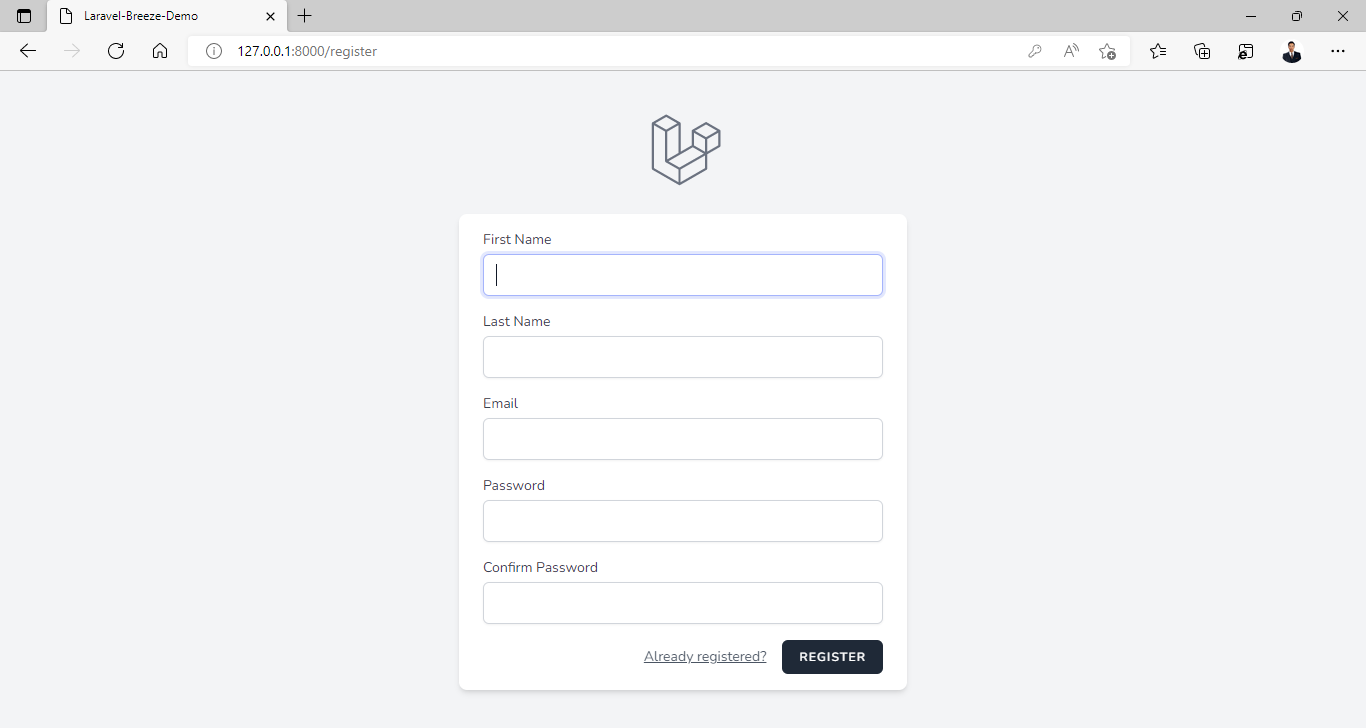 Laravel-Breeze-Demo
127.0.0.1:8000/register
First Name
Last Name
Email
Password
Confirm Password
Already registered? REGISTER